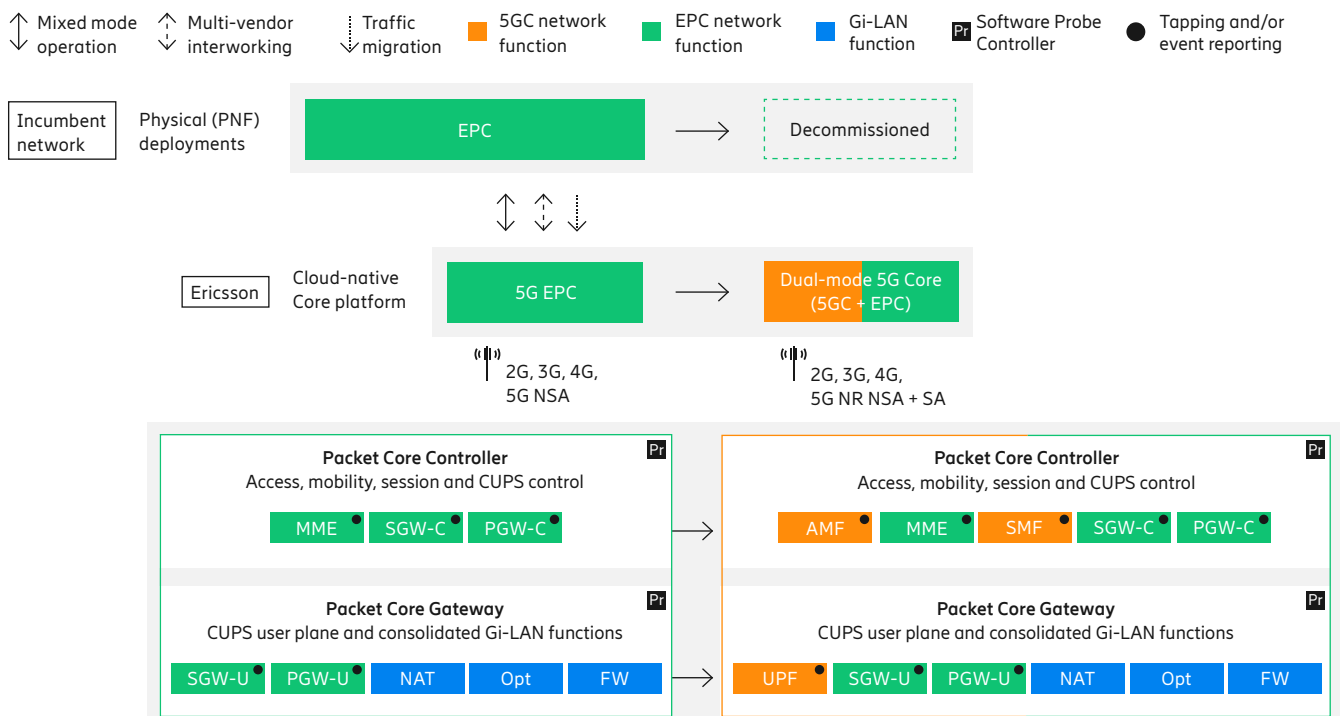 Mixed mode
operation
Multi-vendor
interworking
Traffic
migration
5GC network
function
EPC network
function
Gi-LAN
function
Pr
Software Probe
Controller
Tapping and/or
event reporting
Incumbent
network
Physical (PNF)
deployments
EPC
Decommissioned
Ericsson
Cloud-native
Core platform
5G EPC
Dual-mode 5G Core
(5GC + EPC)
2G, 3G, 4G,
5G NSA
2G, 3G, 4G,
5G NR NSA + SA
Pr
Packet Core Controller
Access, mobility, session and CUPS control
MME
SGW-C
PGW-C
Pr
Packet Core Gateway
CUPS user plane and consolidated Gi-LAN functions
SGW-U
PGW-U
NAT
Opt
FW
Pr
Packet Core Controller
Access, mobility, session and CUPS control
AMF
MME
SMF
SGW-C
PGW-C
Pr
Packet Core Gateway
CUPS user plane and consolidated Gi-LAN functions
UPF
SGW-U
PGW-U
NAT
Opt
FW